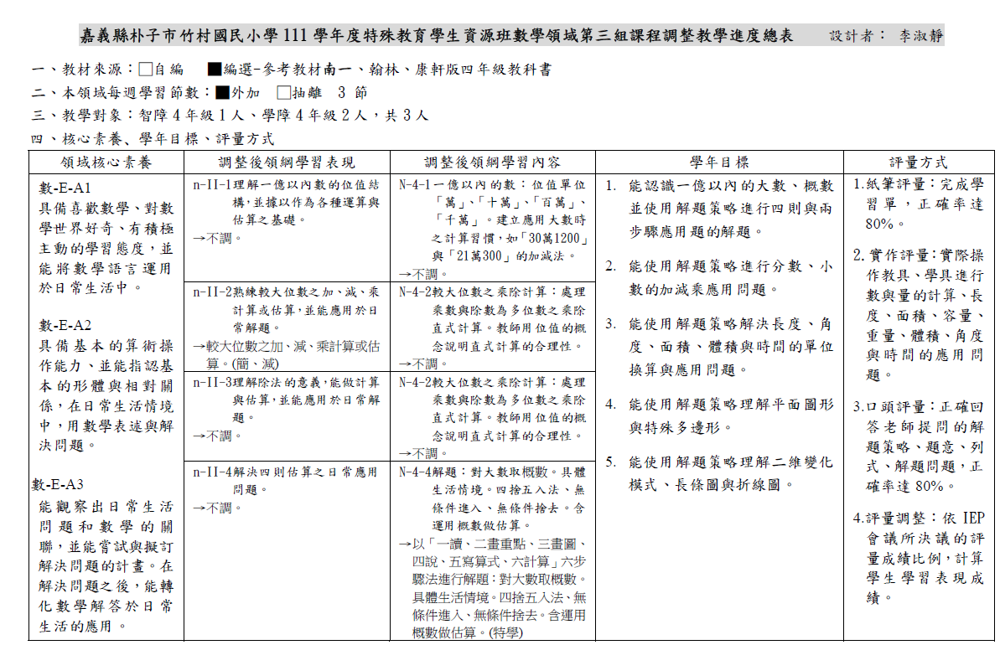 嘉義縣朴子市竹村國民小學 111 學年度特殊教育學生資源班數學領域第三組課程調整教學進度總表 設計者： 李淑靜
一、教材來源：□自編 ■編選-參考教材南一、翰林、康軒版四年級教科書
二、本領域每週學習節數：■外加 □抽離 3 節
三、教學對象：智障 4 年級 1 人、學障 4 年級 2 人，共 3 人
四、核心素養、學年目標、評量方式
領域核心素養
數-E-A1
具備喜歡數學、對數
學世界好奇、有積極
主動的學習態度，並
能將數學語言運用
於日常生活中。
數-E-A2
具備基本的算術操
作能力、並能指認基
本的形體與相對關
係，在日常生活情境
中，用數學表述與解
決問題。
數-E-A3
能觀察出日常生活
問題和數學的關
聯，並能嘗試與擬訂
解決問題的計畫。在
解決問題之後，能轉
化數學解答於日常
生活的應用。
調整後領綱學習表現
n-II-1理解一億以內數的位值結
構，並據以作為各種運算與
估算之基礎。
→不調。
n-II-2熟練較大位數之加、減、乘
計算或估算，並能應用於日
常解題。
→較大位數之加、減、乘計算或估
算。(簡、減)
n-II-3理解除法的意義，能做計算
與估算，並能應用於日常解
題。
→不調。
n-II-4解決四則估算之日常應用
問題。
→不調。
調整後領綱學習內容
N-4-1一億以內的數：位值單位
「萬」、「十萬」、「百萬」、
「千萬」。建立應用大數時
之計算習慣，如「30萬1200」
與「21萬300」的加減法。
→不調。
N-4-2較大位數之乘除計算：處理
乘數與除數為多位數之乘除
直式計算。教師用位值的概
念說明直式計算的合理性。
→不調。
N-4-2較大位數之乘除計算：處理
乘數與除數為多位數之乘除
直式計算。教師用位值的概
念說明直式計算的合理性。
→不調。
N-4-4解題：對大數取概數。具體
生活情境。四捨五入法、無
條件進入、無條件捨去。含
運用概數做估算。
→以「一讀、二畫重點、三畫圖、
四說、五寫算式、六計算」六步
驟法進行解題：對大數取概數。
具體生活情境。四捨五入法、無
條件進入、無條件捨去。含運用
概數做估算。(特學)
學年目標
1. 能認識一億以內的大數、概數
並使用解題策略進行四則與兩
步驟應用題的解題。
2. 能使用解題策略進行分數、小
數的加減乘應用問題。
3. 能使用解題策略解決長度、角
度、面積、體積與時間的單位
換算與應用問題。
4. 能使用解題策略理解平面圖形
與特殊多邊形。
5. 能使用解題策略理解二維變化
模式、長條圖與折線圖。
評量方式
1.紙筆評量：完成學
習單，正確率達
80%。
2.實作評量：實際操
作教具、學具進行
數與量的計算、長
度、面積、容量、
重量、體積、角度
與時間的應用問
題。
3.口頭評量：正確回
答老師提問的解
題策略、題意、列
式、解題問題，正
確率達 80%。
4.評量調整：依 IEP
會議所決議的評
量成績比例，計算
學生學習表現成
績。